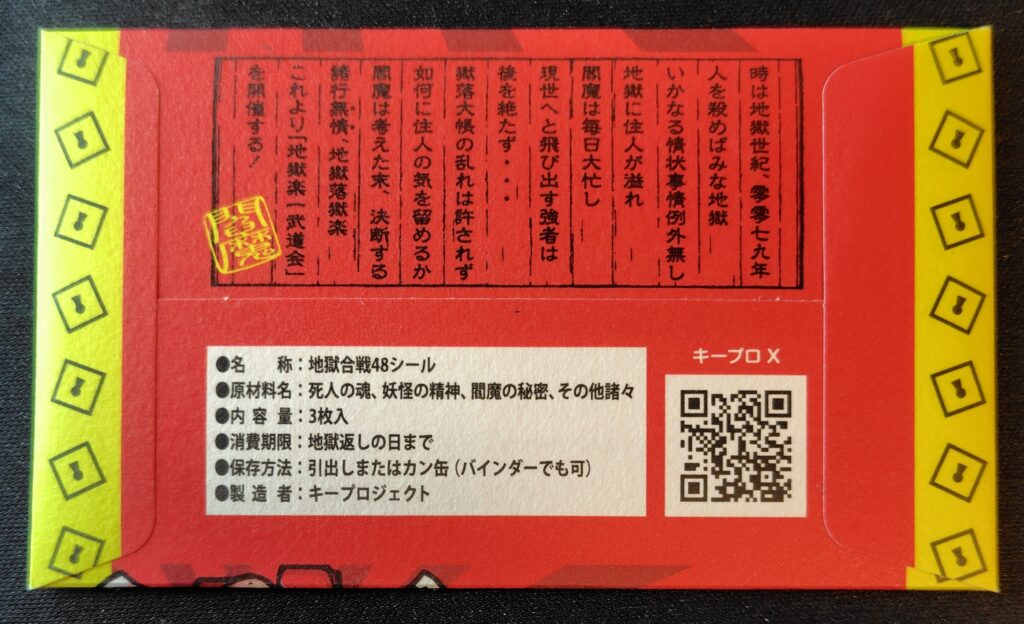 時は地獄世紀、零零七九年
人を殺めばみな地獄
いかなる情状事情例外無し
地獄に住人が溢れ
閻魔は毎日大忙し
現世へと飛び出す強者は
後を絶たず・・・
獄落大帳の乱れは許されず
如何に住人の気を留めるか
閻魔は考えた末、決断する
諸行無情、地獄落獄楽
これより「地獄楽一武道会」
を開催する！
閻魔
●名　　称：地獄合戦48シール
●原材料名：死人の魂、妖怪の精神、閻魔の秘密、その他諸々
●内 容 量：3枚入
●消費期限：地獄返しの日まで
●保存方法：引出しまたはカン缶（バインダーでも可）
●製 造 者：キープロジェクト
キープロ X